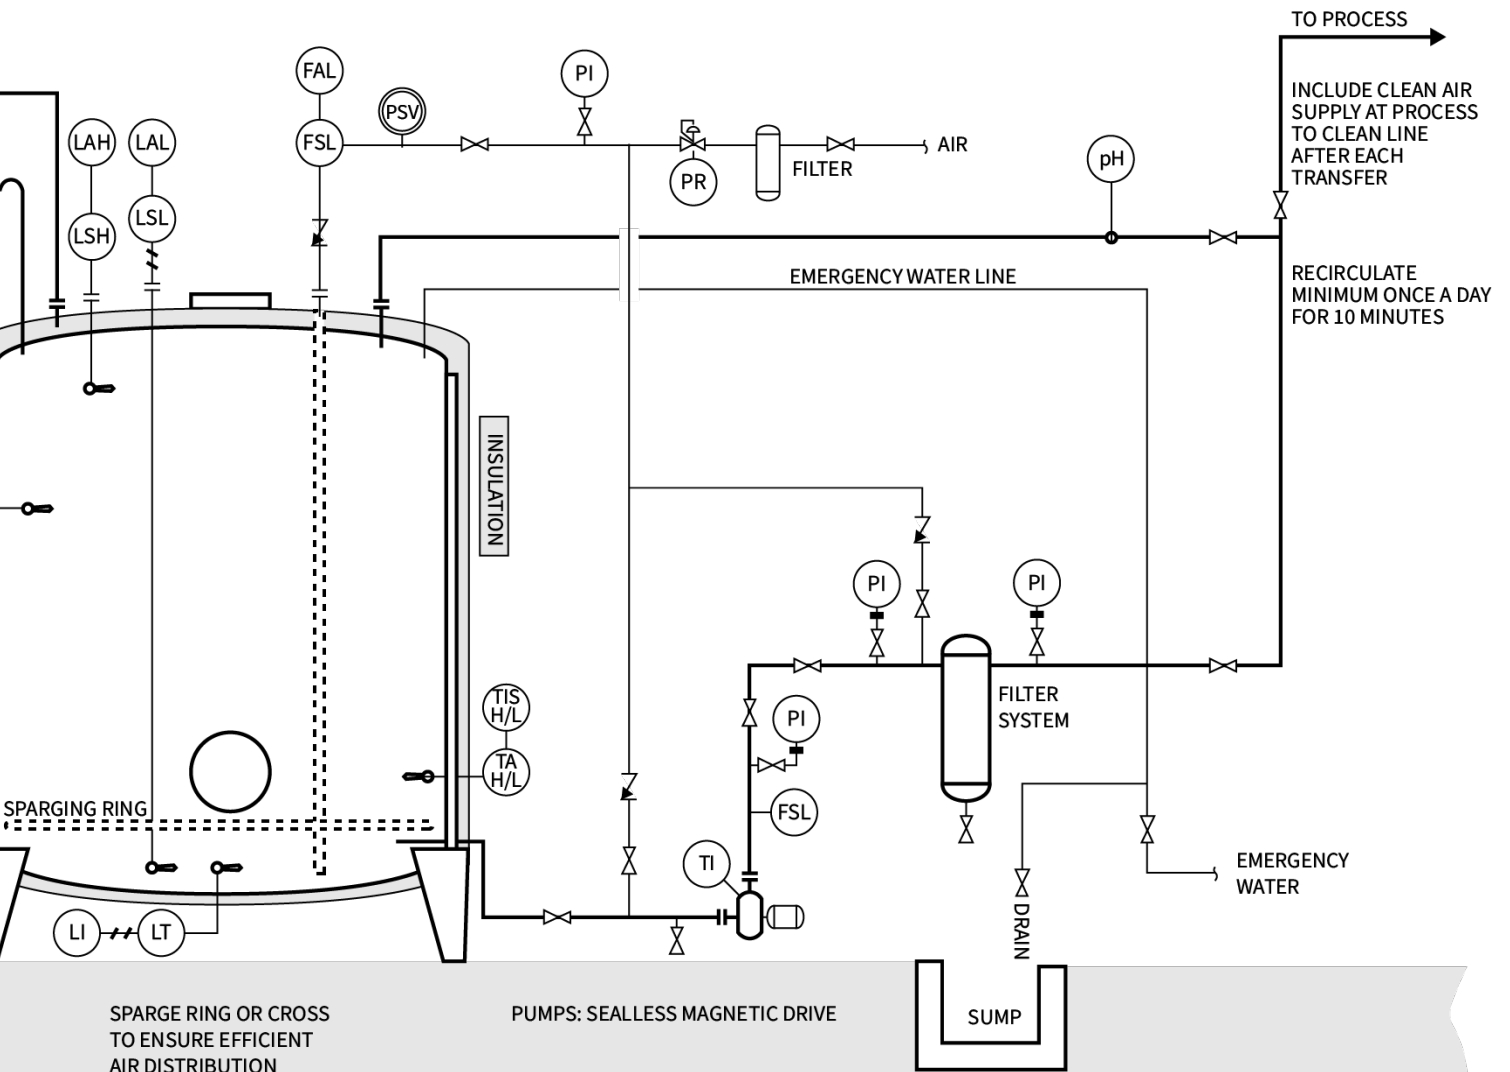 TO PROCESS
INCLUDE CLEAN AIR
SUPPLY AT PROCESS
TO CLEAN LINE
AFTER EACH
TRANSFER
FAL
PI
PSV
LAH
LAL
FSL
AIR
FILTER
pH
PR
LSL
LSH
RECIRCULATE
MINIMUM ONCE A DAY
FOR 10 MINUTES
EMERGENCY WATER LINE
INSULATION
PI
PI
FILTER
SYSTEM
TIS
H/L
PI
TA
H/L
SPARGING RING
FSL
TI
EMERGENCY
WATER
DRAIN
LI
LT
SPARGE RING OR CROSS
TO ENSURE EFFICIENT
AIR DISTRIBUTION
PUMPS: SEALLESS MAGNETIC DRIVE
SUMP